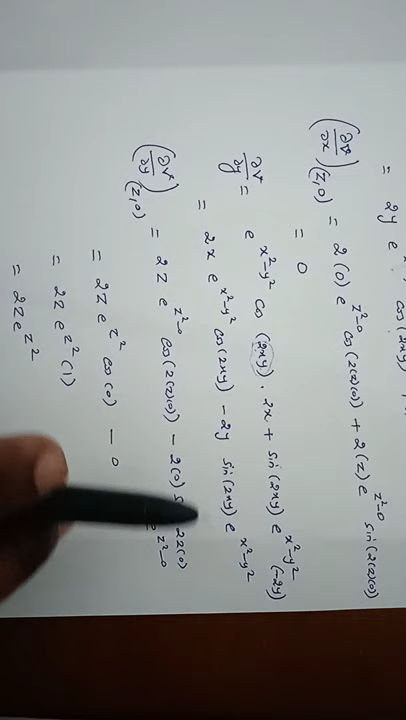 = 2y e cos(2xy)
(∂v/∂x)(z,0) = 2(0) e^{z²-0} cos(2(z)(0)) + 2(z) e^{z²-0} sin(2(z)(0))
= 0
∂v/∂y = e^{x²-y²} cos (2xy) . 2x + sin(2xy) e^{x²-y²} (-2y)
= 2x e^{x²-y²} cos(2xy) - 2y sin(2xy) e^{x²-y²}
(∂v/∂y)(z,0) = 2z e^{z²-0} cos(2(z)(0)) - 2(0) 2z(0) e^{z²-0}
= 2z e^{z²} cos(0) - 0
= 2z e^{z²} (1)
= 2z e^{z²}